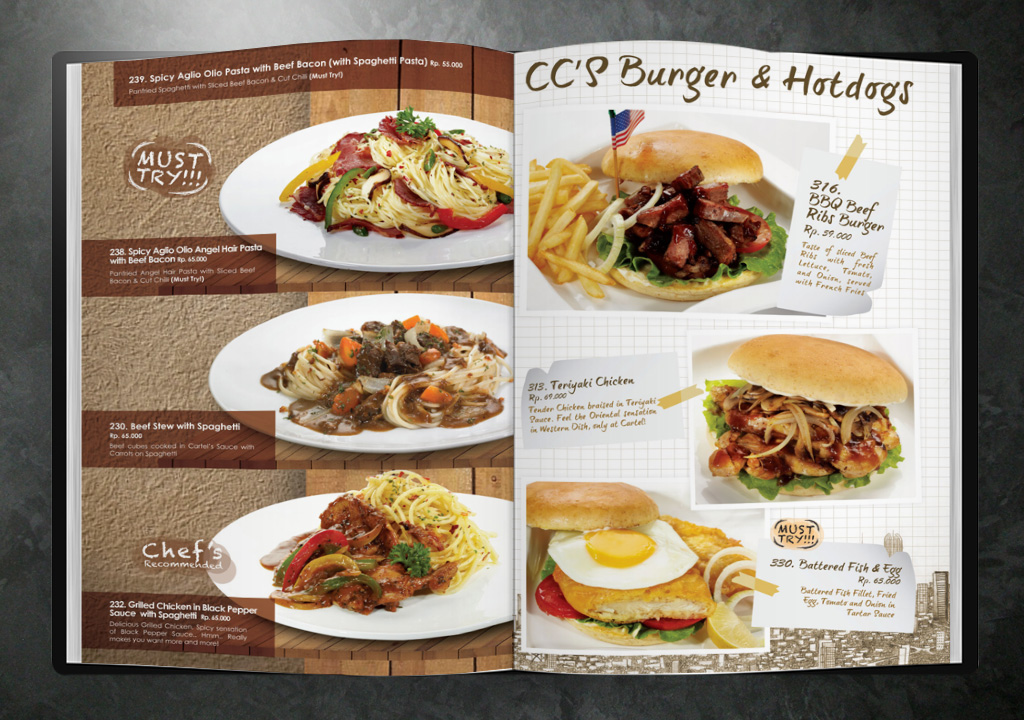 239. Spicy Aglio Olio Pasta with Beef Bacon (with Spaghetti Pasta) Rp. 55.000
Panfried Spaghetti with Sliced Beef Bacon & Cut Chili (Must Try!)
MUST
TRY!!!
238. Spicy Aglio Olio Angel Hair Pasta
with Beef Bacon Rp. 65.000
Panfried Angel Hair Pasta with Sliced Beef
Bacon & Cut Chili (Must Try!)
230. Beef Stew with Spaghetti
Rp. 65.000
Beef cubes cooked in Cartel's Sauce with
Carrots on Spaghetti
Chef's
Recommended
232. Grilled Chicken in Black Pepper
Sauce with Spaghetti Rp. 65.000
Delicious Grilled Chicken, Spicy sensation
of Black Pepper Sauce.. Hmm.. Really
makes you want more and more!
CC'S Burger & Hotdogs
316.
BBQ Beef
Ribs Burger
Rp. 59.000
Taste of sliced Beef
Ribs with fresh
Lettuce, Tomato,
and Onion, served
with French Fries
313. Teriyaki Chicken
Rp. 69.000
Tender Chicken braised in Teriyaki
Sauce. Feel the Oriental sensation
in Western Dish, only at Cartel!
MUST
TRY!!!
330. Battered Fish & Egg
Rp. 65.000
Battered Fish Fillet, Fried
Egg, Tomato and Onion in
Tartar Sauce